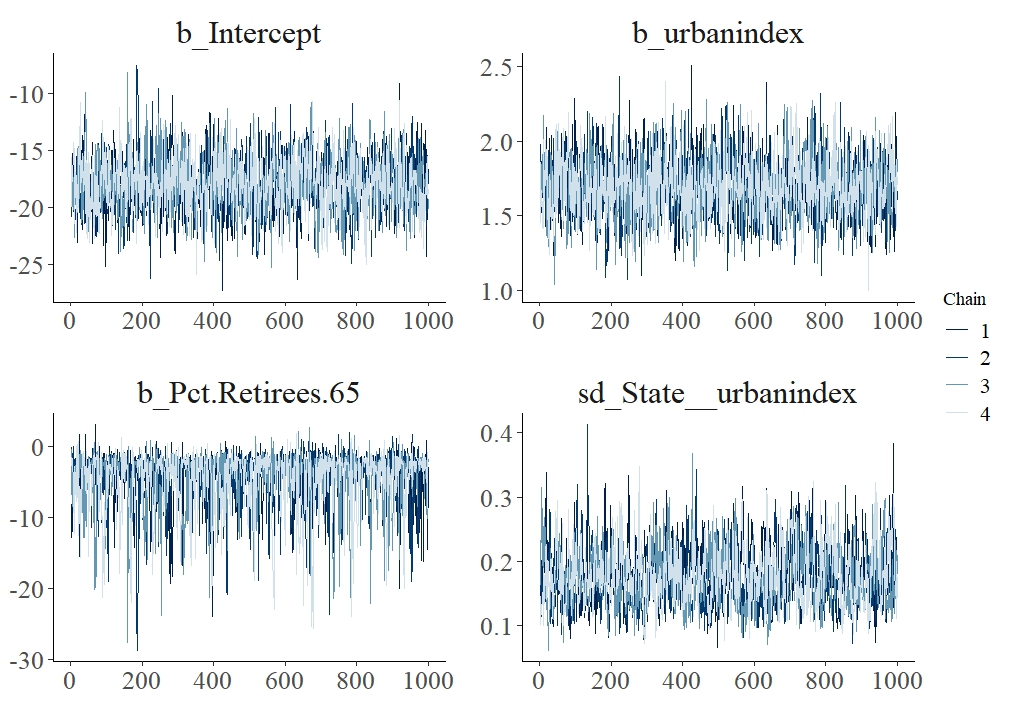 b_Intercept
-10
-15
-20
-25
0 200 400 600 800 1000
b_urbanindex
2.5
2.0
1.5
1.0
0 200 400 600 800 1000
b_Pct.Retirees.65
0
-10
-20
-30
0 200 400 600 800 1000
sd_State__urbanindex
0.4
0.3
0.2
0.1
0 200 400 600 800 1000
Chain
1
2
3
4